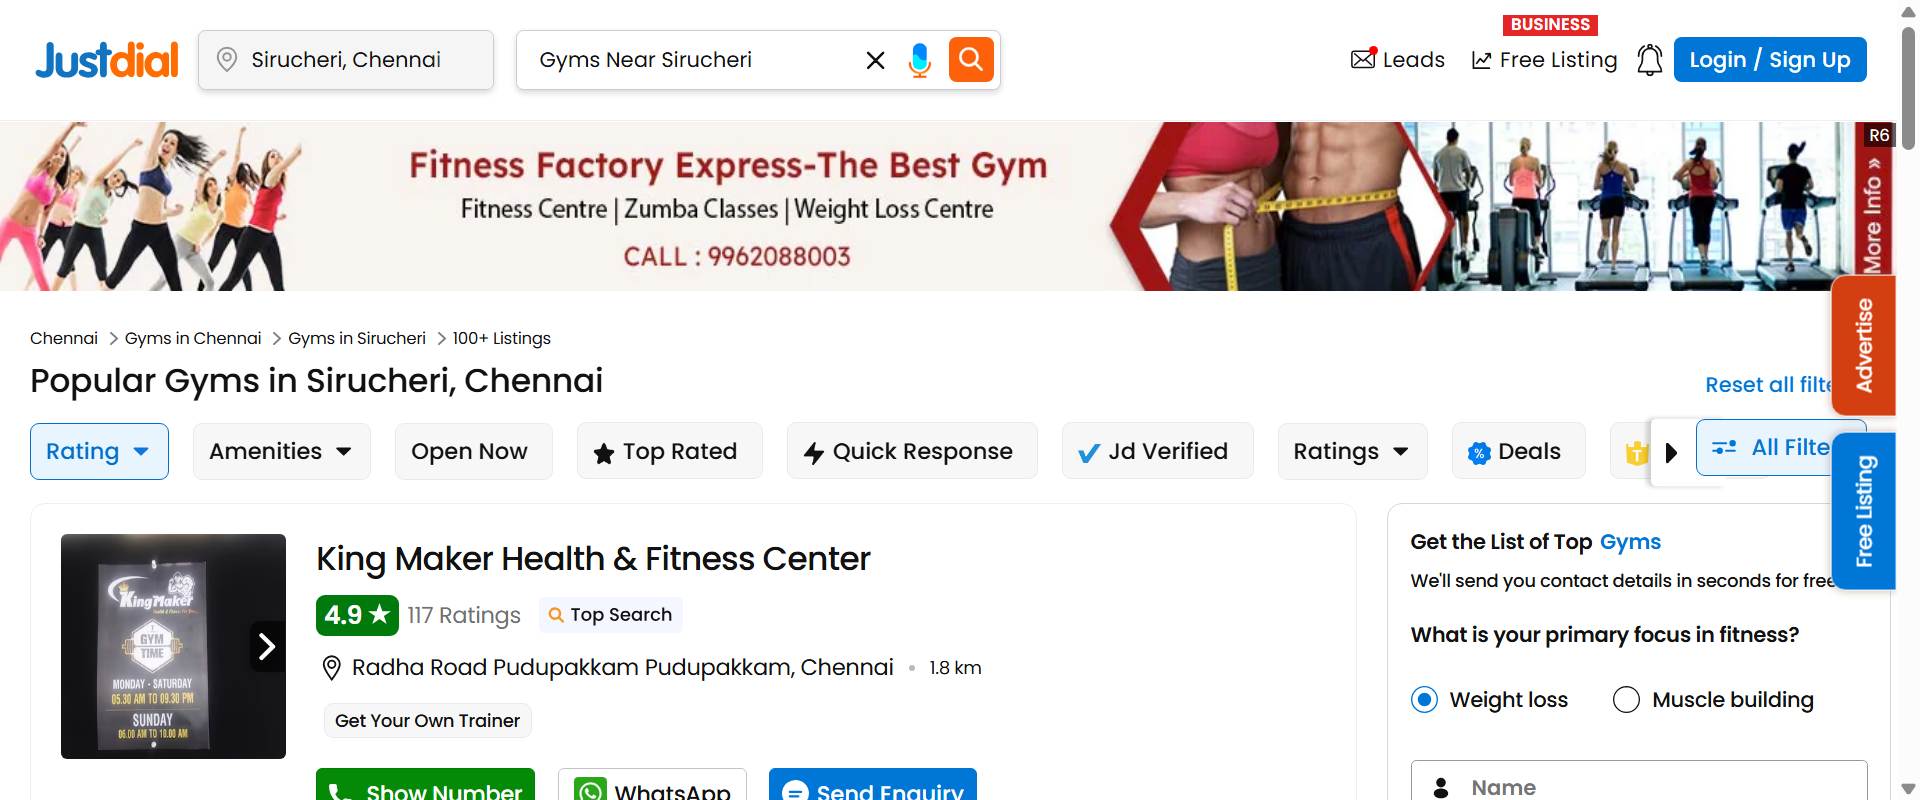 BUSINESS
Justdial
Sirucheri, Chennai
Gyms Near Sirucheri
Leads
Free Listing
Login / Sign Up
R6
Fitness Factory Express-The Best Gym
Fitness Centre | Zumba Classes | Weight Loss Centre
CALL : 9962088003
More Info »
Advertise
Free Listing
Chennai > Gyms in Chennai > Gyms in Sirucheri > 100+ Listings
Popular Gyms in Sirucheri, Chennai
Reset all filte
Rating
Amenities
Open Now
Top Rated
Quick Response
Jd Verified
Ratings
Deals
All Filte
King Maker
GYM
TIME
MONDAY - SATURDAY
05.30 AM TO 09.30 PM
SUNDAY
06.00 AM TO 10.00 AM
King Maker Health & Fitness Center
4.9 ★ 117 Ratings
Top Search
Radha Road Pudupakkam Pudupakkam, Chennai • 1.8 km
Get Your Own Trainer
Show Number
WhatsApp
Send Enquiry
Get the List of Top Gyms
We'll send you contact details in seconds for free
What is your primary focus in fitness?
Weight loss
Muscle building
Name